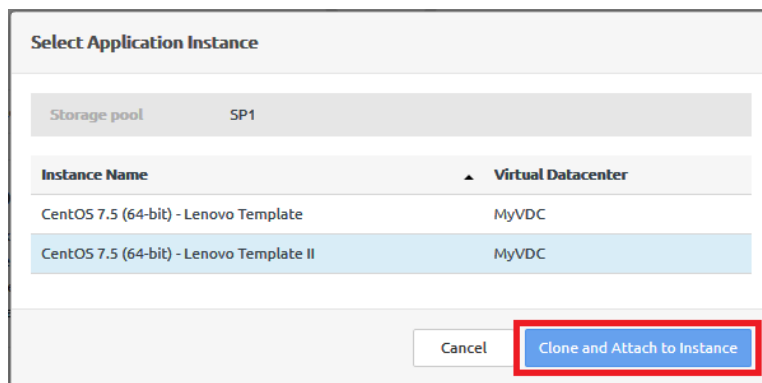 Select Application Instance
Storage pool SP1
Instance Name Virtual Datacenter
CentOS 7.5 (64-bit) - Lenovo Template MyVDC
CentOS 7.5 (64-bit) - Lenovo Template II MyVDC
Cancel Clone and Attach to Instance